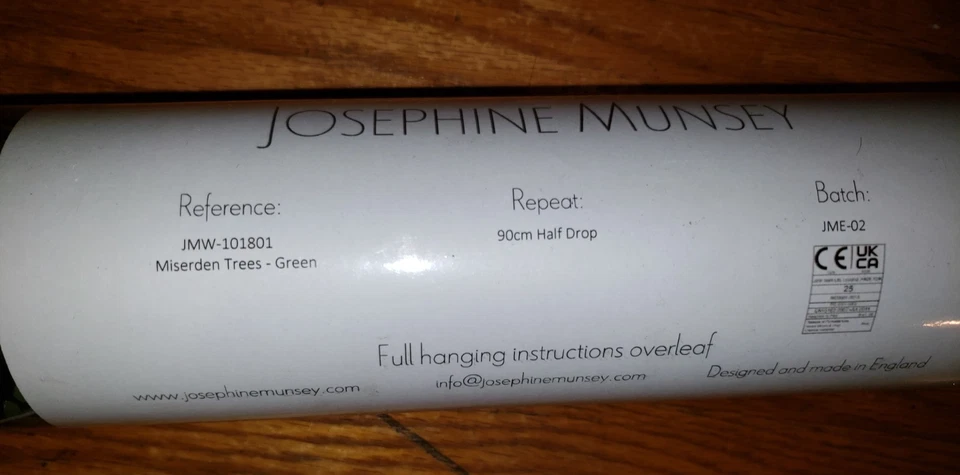 JOSEPHINE MUNSEY
Reference:
JMW-101801
Miserden Trees - Green
Repeat:
90cm Half Drop
Batch:
JME-02
CE UK CA
25
Full hanging instructions overleaf
www.josephinemunsey.com
info@josephinemunsey.com
Designed and made in England